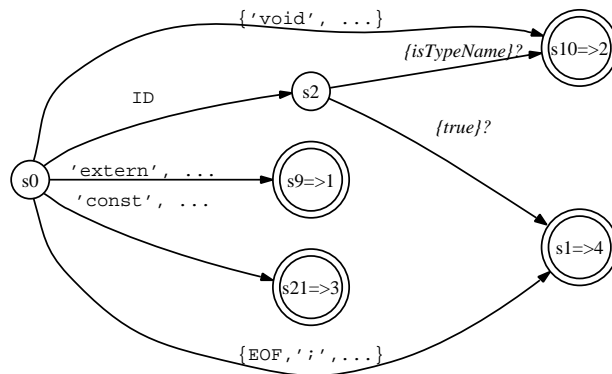 {'void', ...}
s10=>2
{isTypeName}?
ID
s2
{true}?
s0
'extern', ...
s9=>1
'const', ...
s1=>4
s21=>3
{EOF,';',...}